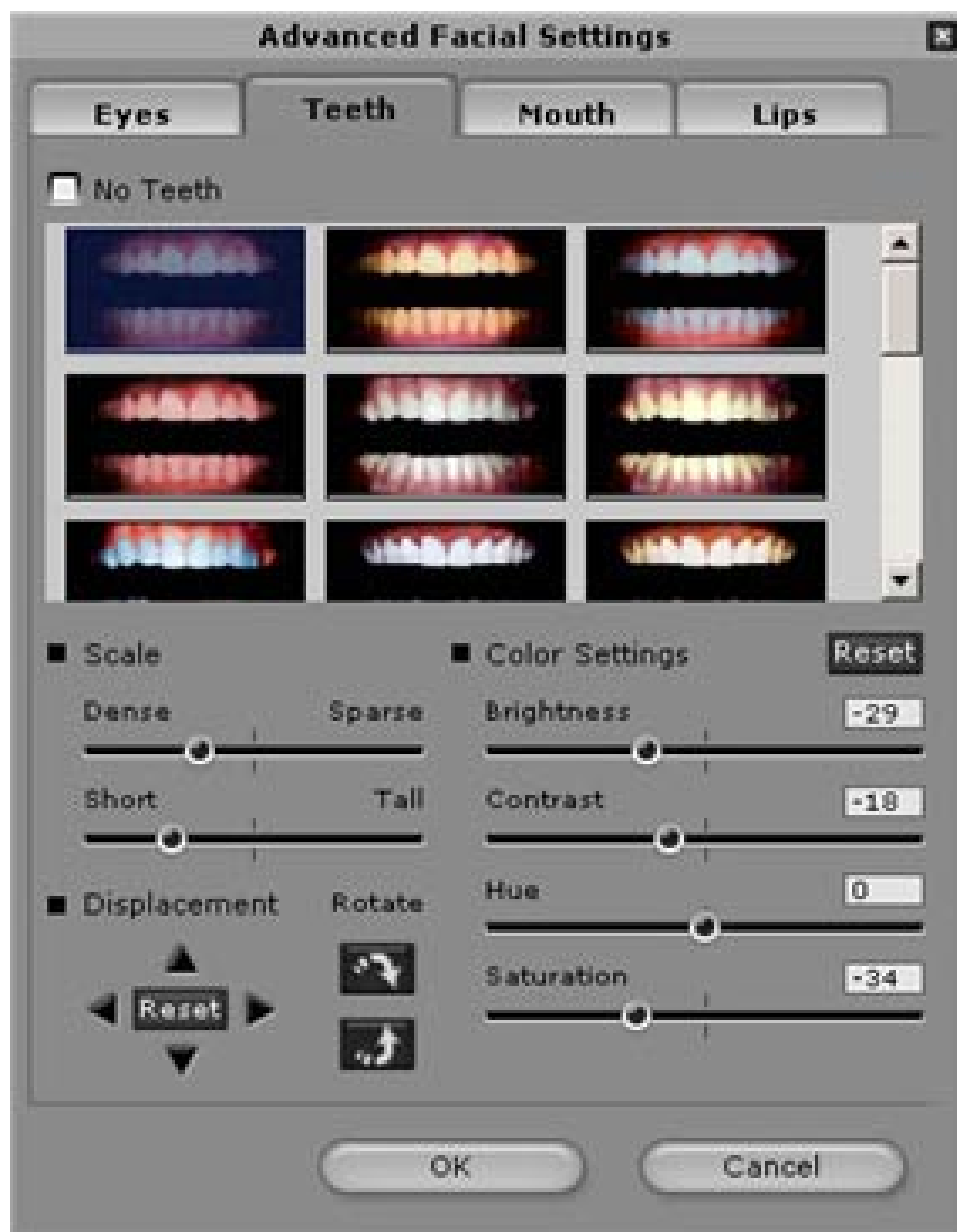 Advanced Facial Settings
Eyes Teeth Mouth Lips
No Teeth
Scale
Dense Sparse
Short Tall
Displacement Rotate
Reset
Color Settings Reset
Brightness -29
Contrast -18
Hue 0
Saturation -34
OK Cancel